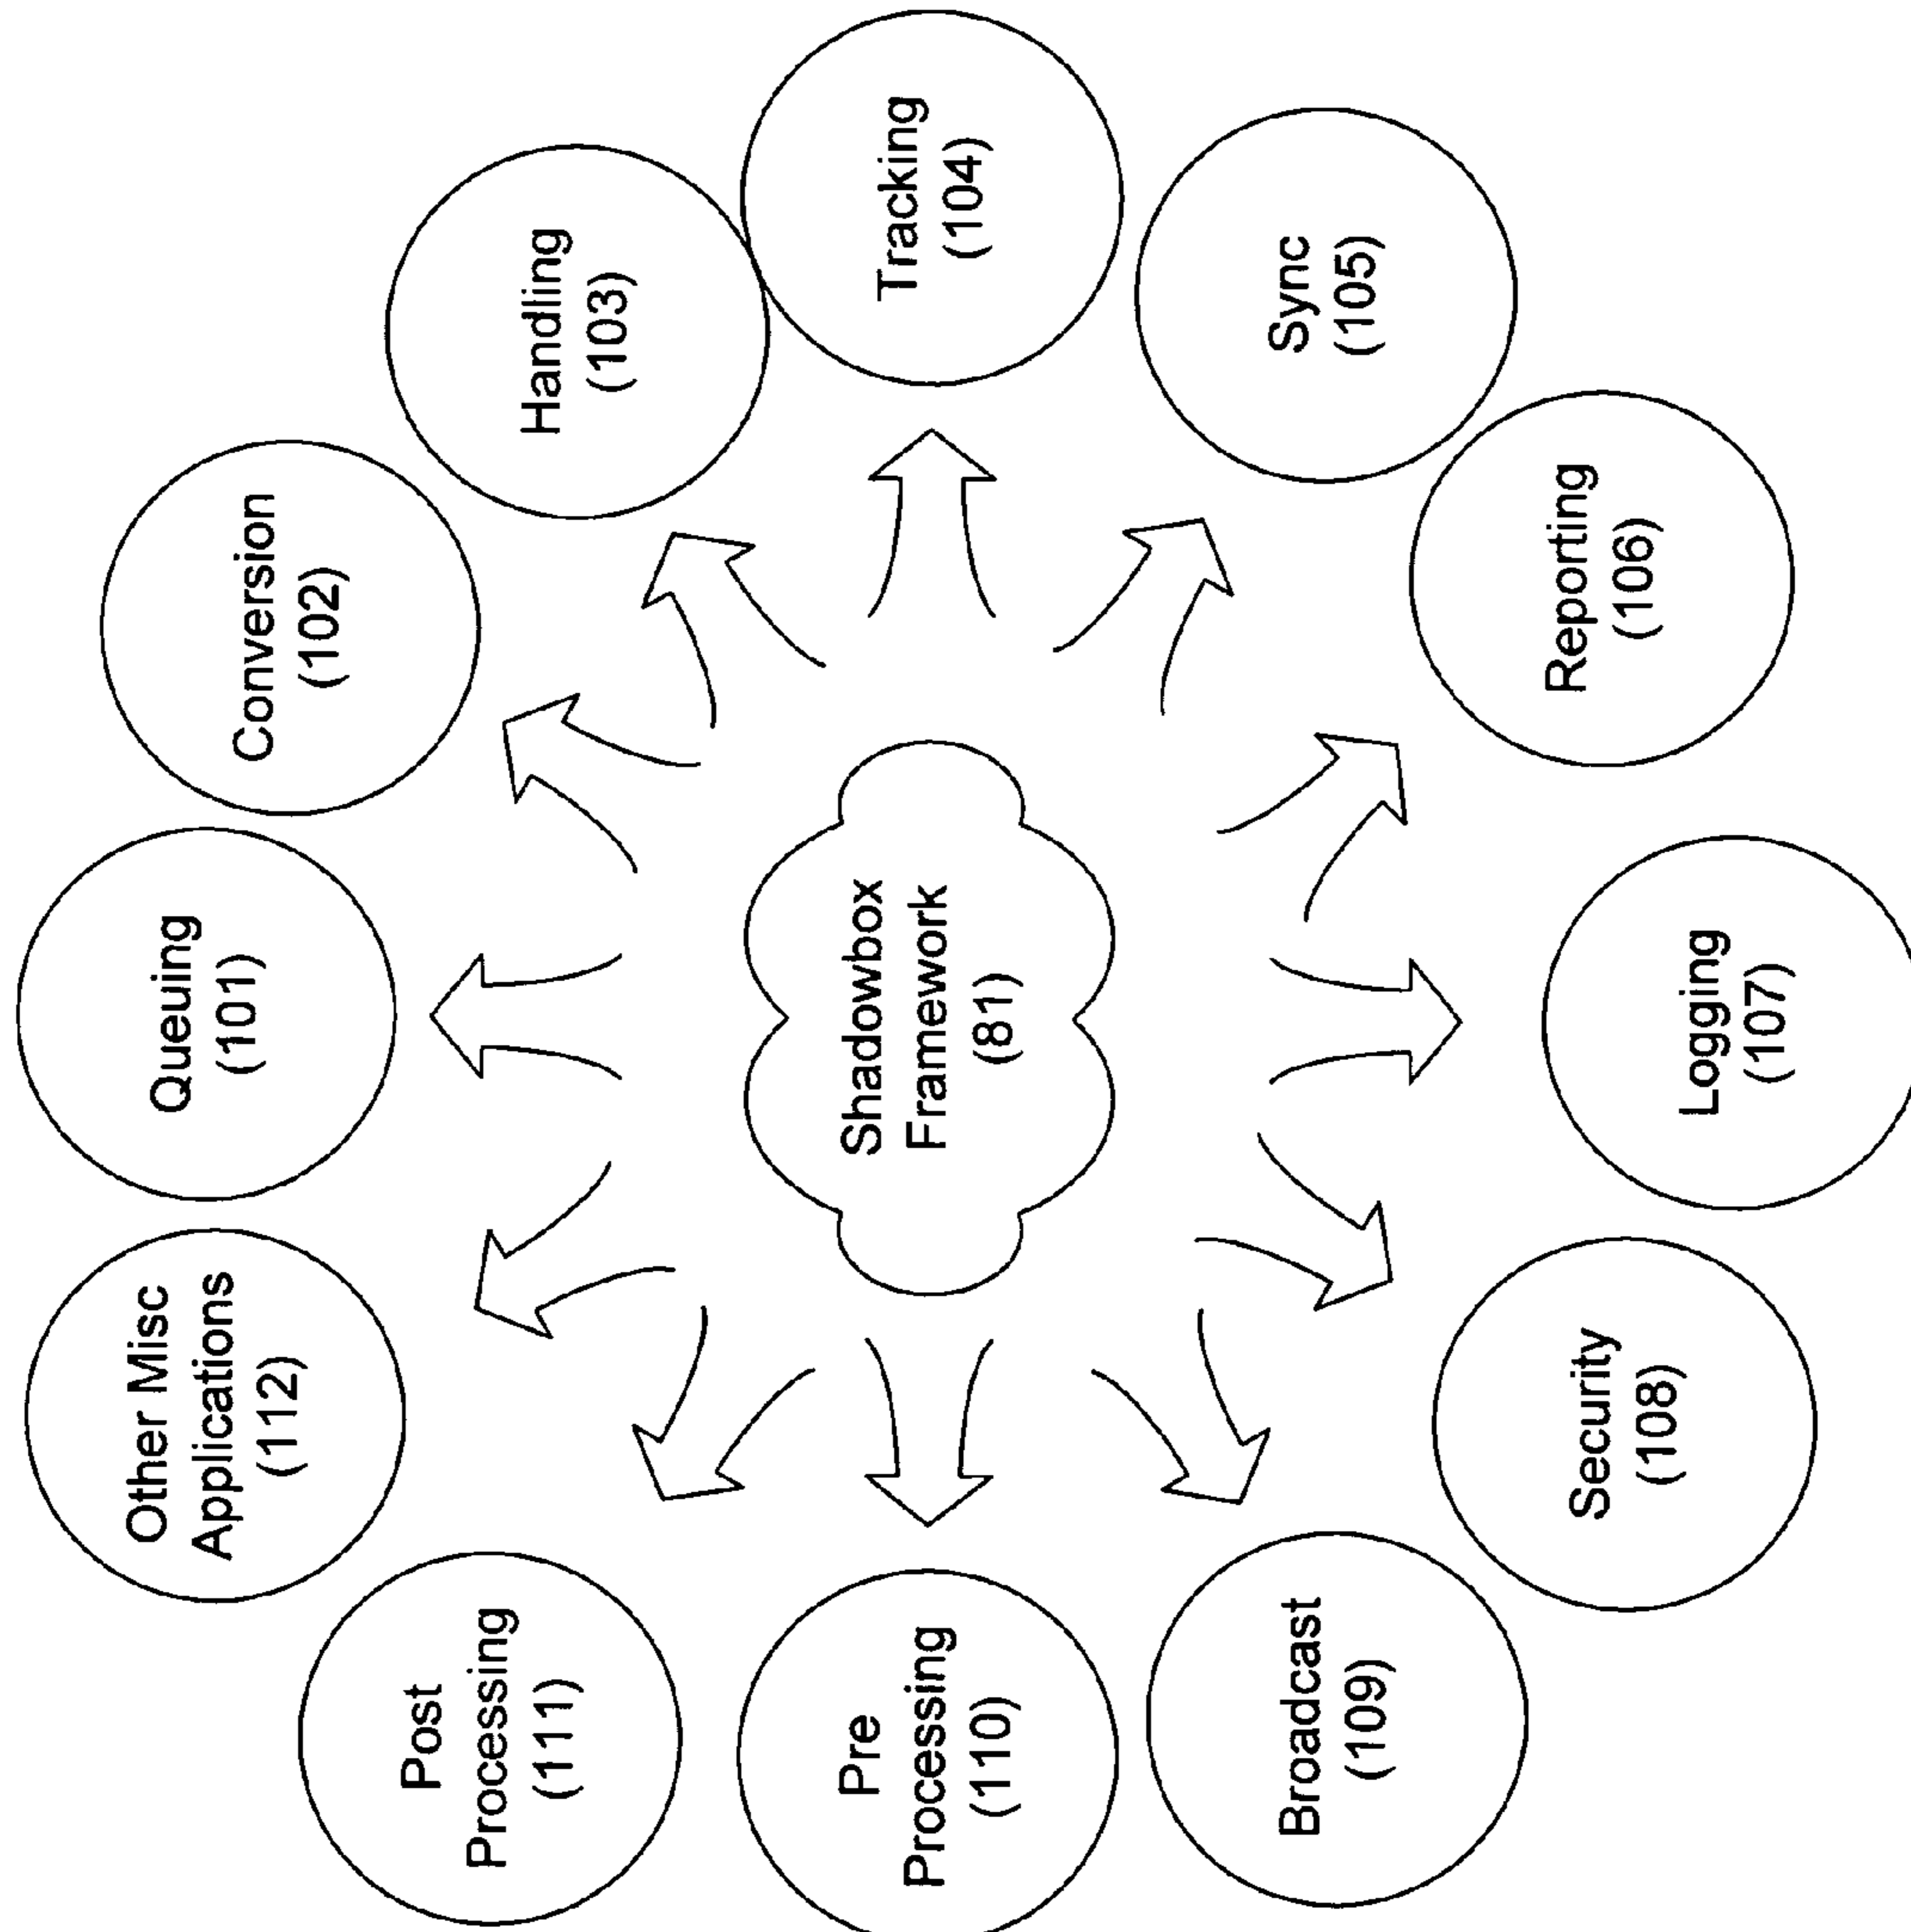 Queuing
(101)
Conversion
(102)
Handling
(103)
Tracking
(104)
Sync
(105)
Reporting
(106)
Logging
(107)
Security
(108)
Broadcast
(109)
Pre
Processing
(110)
Post
Processing
(111)
Other Misc
Applications
(112)
Shadowbox
Framework
(81)